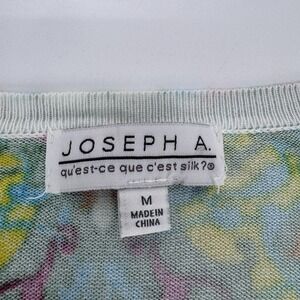 JOSEPH A.
qu'est-ce que c'est silk?®
M
MADE IN
CHINA